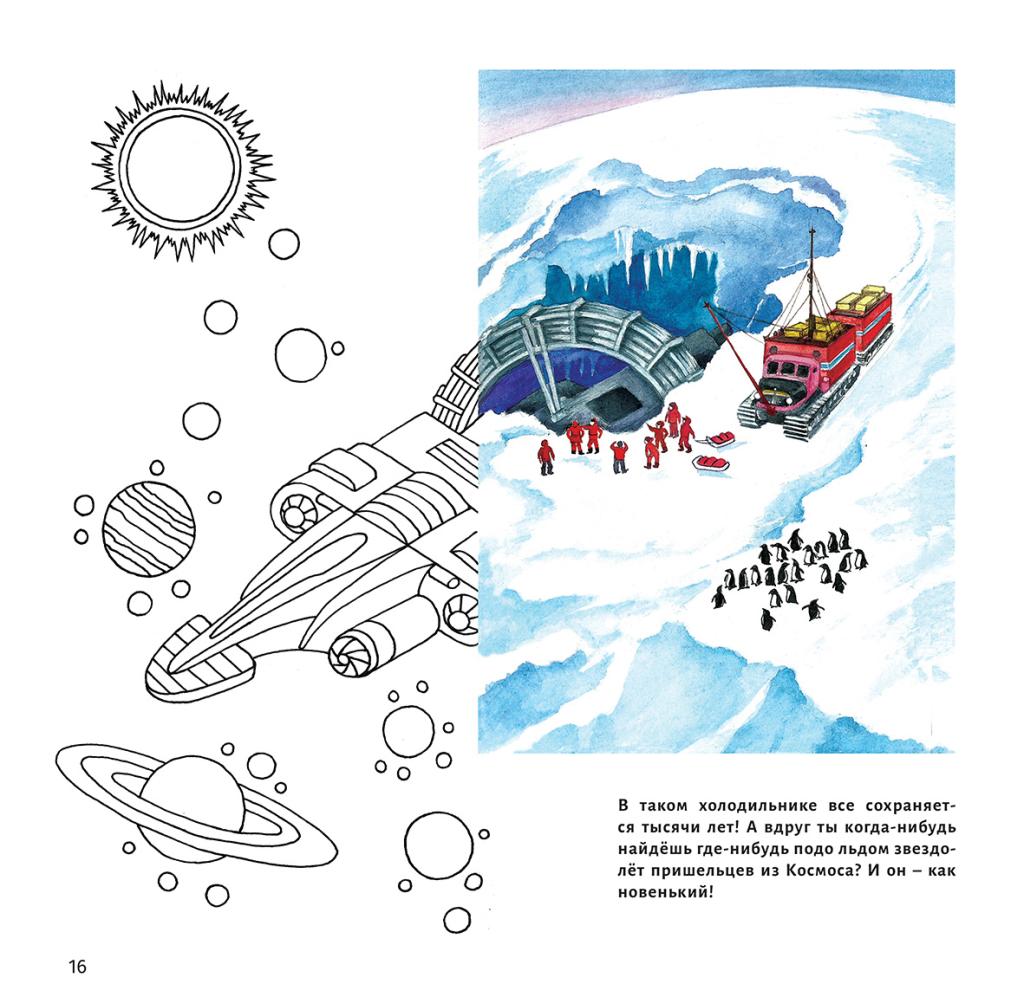 В таком холодильнике все сохраняет-
ся тысячи лет! А вдруг ты когда-нибудь
найдёшь где-нибудь подо льдом звездо-
лёт пришельцев из Космоса? И он – как
новенький!
16